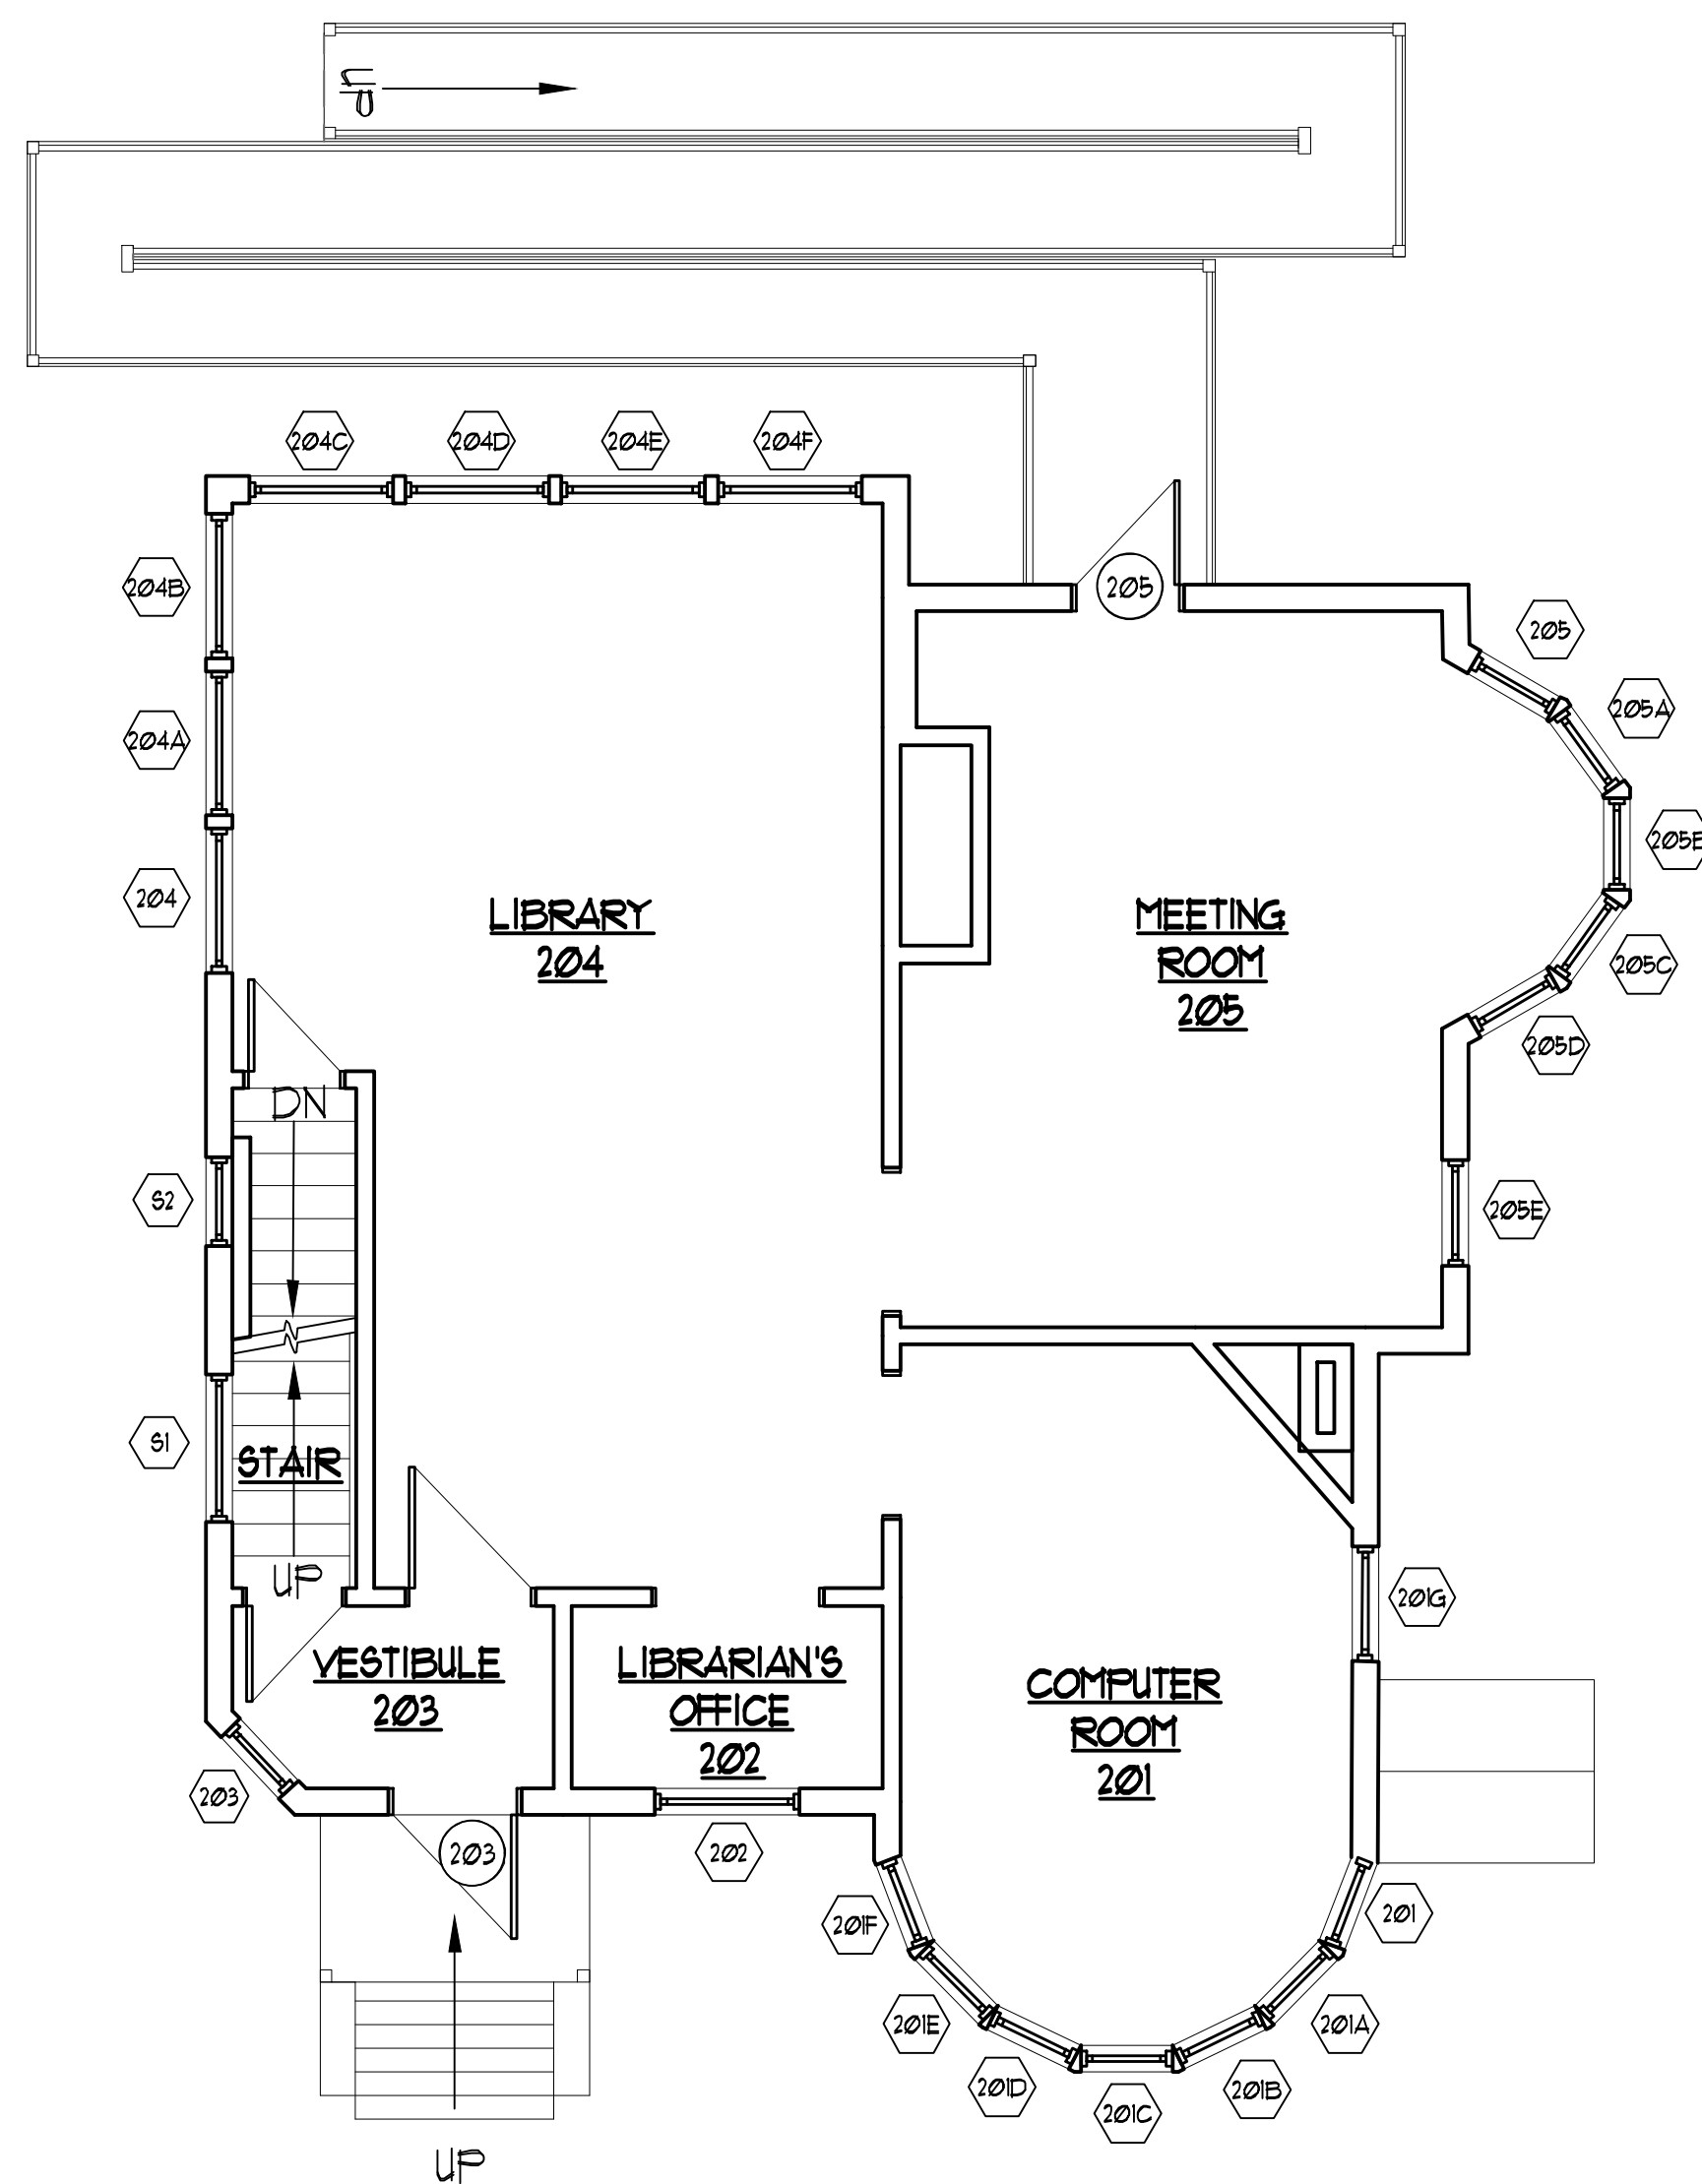 UP
204C
204D
204E
204F
204B
205
205
204A
205A
204
205B
LIBRARY
204
MEETING
ROOM
205
205C
205D
DN
S2
205E
S1
STAIR
UP
201G
VESTIBULE
203
LIBRARIAN'S
OFFICE
202
COMPUTER
ROOM
201
203
203
202
201F
201
201E
201A
201D
201C
201B
UP